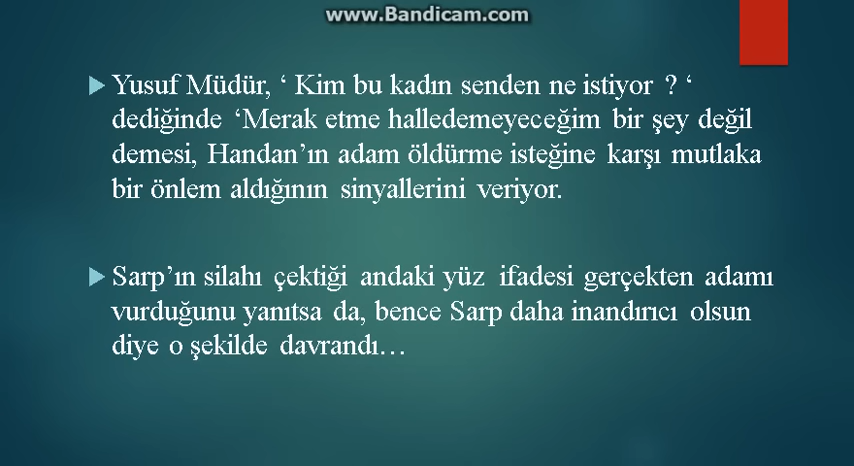 www.Bandicam.com
Yusuf Müdür, ‘ Kim bu kadın senden ne istiyor ? ‘
dediğinde ‘Merak etme halledemeyeceğim bir şey değil
demesi, Handan’ın adam öldürme isteğine karşı mutlaka
bir önlem aldığının sinyallerini veriyor.
Sarp’ın silahı çektiği andaki yüz ifadesi gerçekten adamı
vurduğunu yanıtsa da, bence Sarp daha inandırıcı olsun
diye o şekilde davrandı…